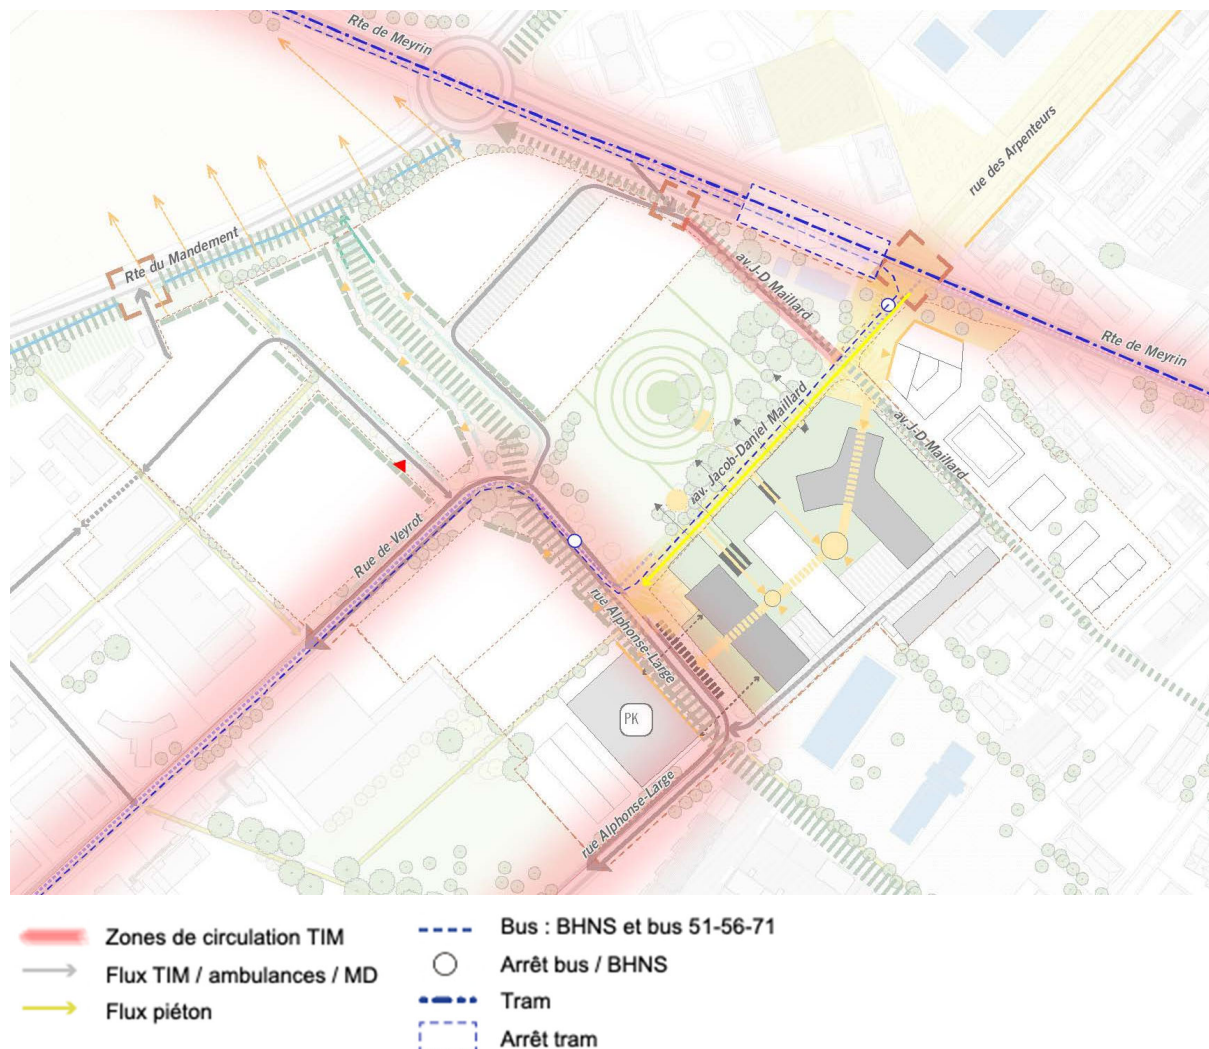 Rte de Meyrin
rue des Arpenteurs
Rte du Mandement
av. J-D Maillard
Rte de Meyrin
av. Jacob-Daniel Maillard
av. J-D Maillard
Rue de Veyrot
rue Alphonse-Large
PK
rue Alphonse-Large
Zones de circulation TIM
Flux TIM / ambulances / MD
Flux piéton
Bus : BHNS et bus 51-56-71
Arrêt bus / BHNS
Tram
Arrêt tram